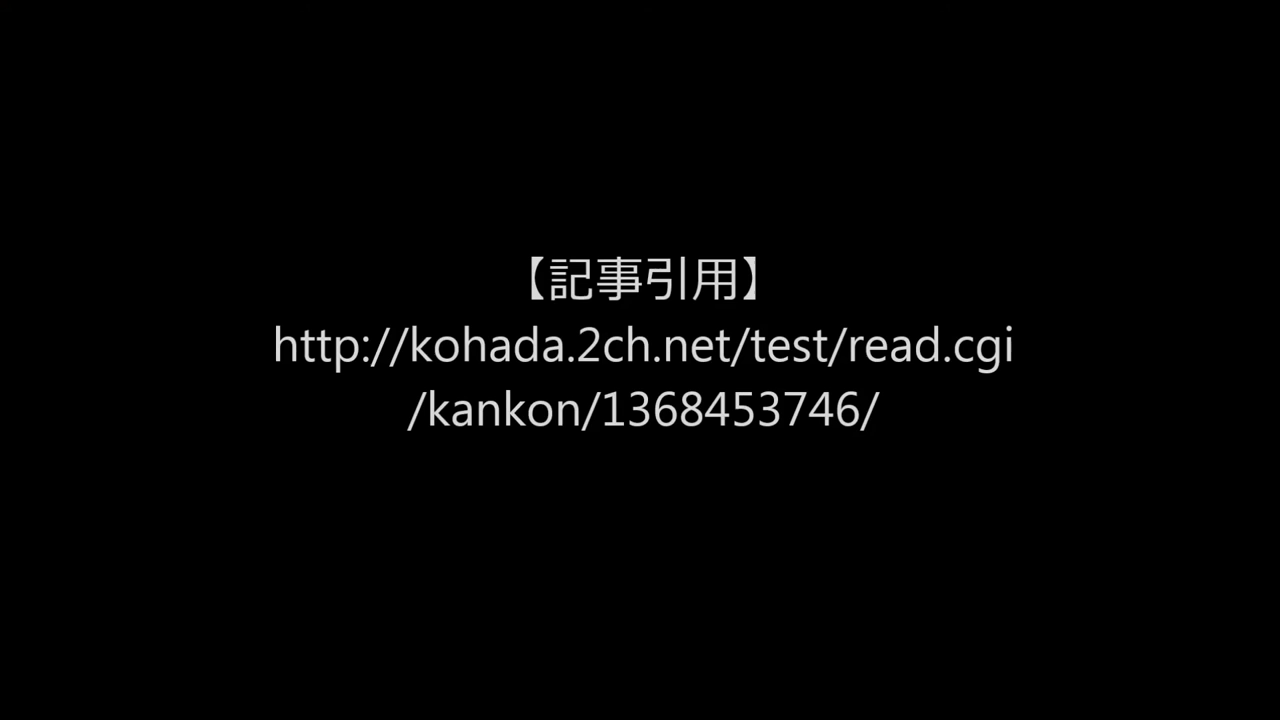 【記事引用】
http://kohada.2ch.net/test/read.cgi
/kankon/1368453746/